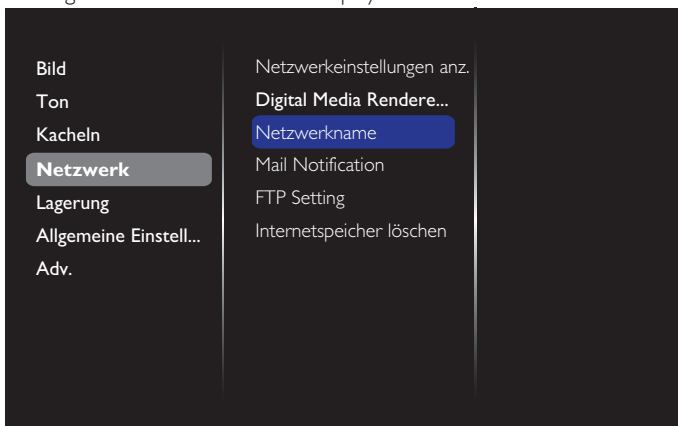 Bild
Ton
Kacheln
Netzwerk
Lagerung
Allgemeine Einstell...
Adv.
Netzwerkeinstellungen anz.
Digital Media Rendere...
Netzwerkname
Mail Notification
FTP Setting
Internetspeicher löschen